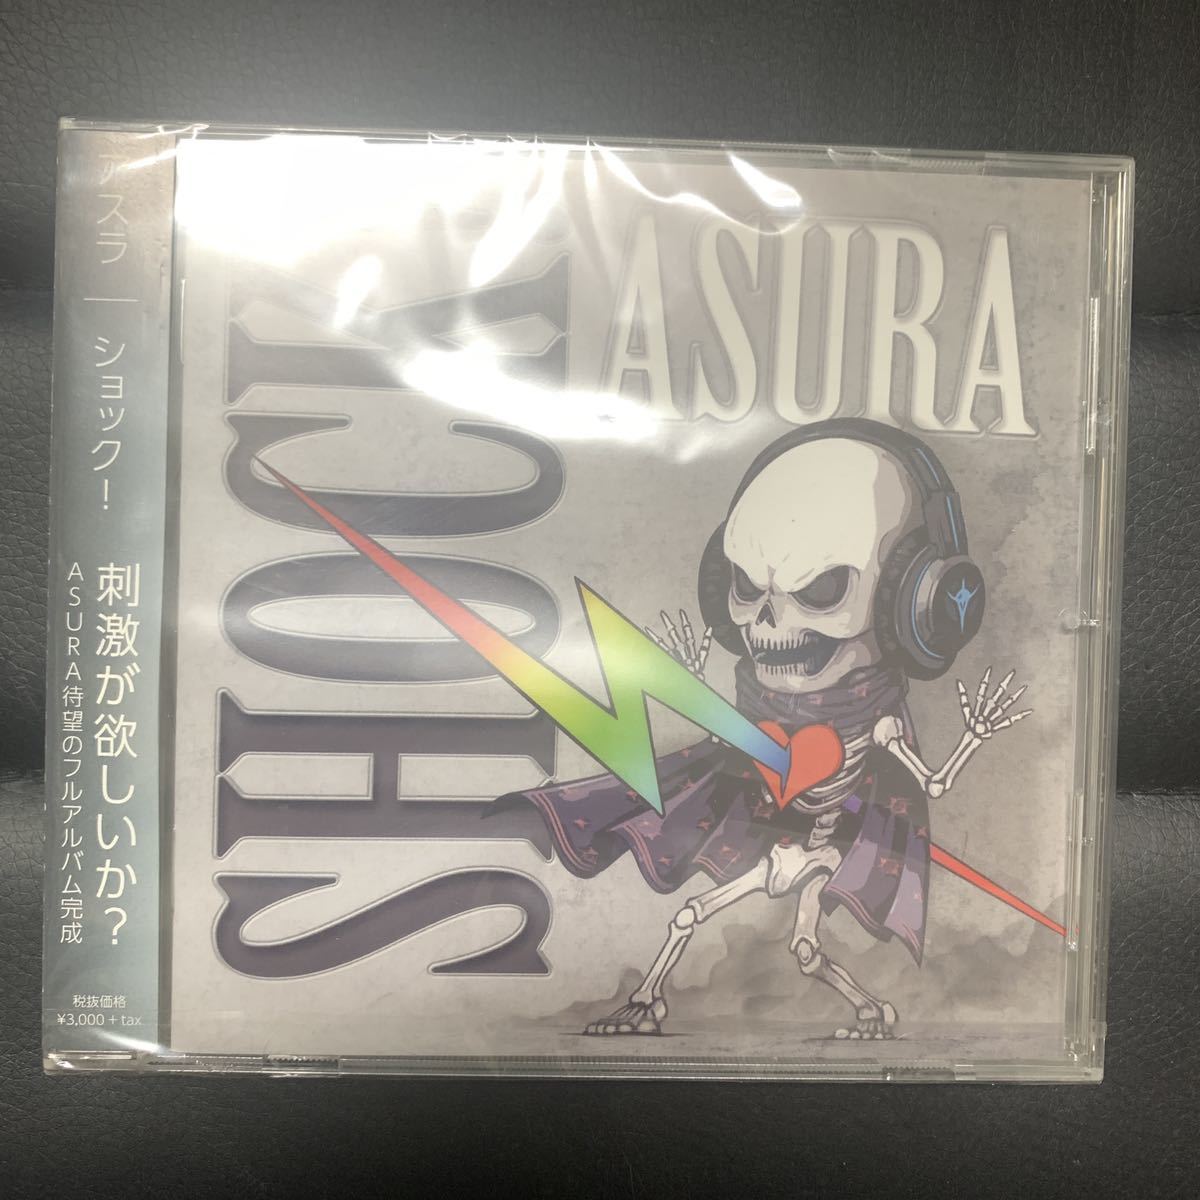 アスラ｜ショック！
刺激が欲しいか？
ASURA待望のフルアルバム完成
税抜価格
¥3,000 + tax
SHOCK
ASURA